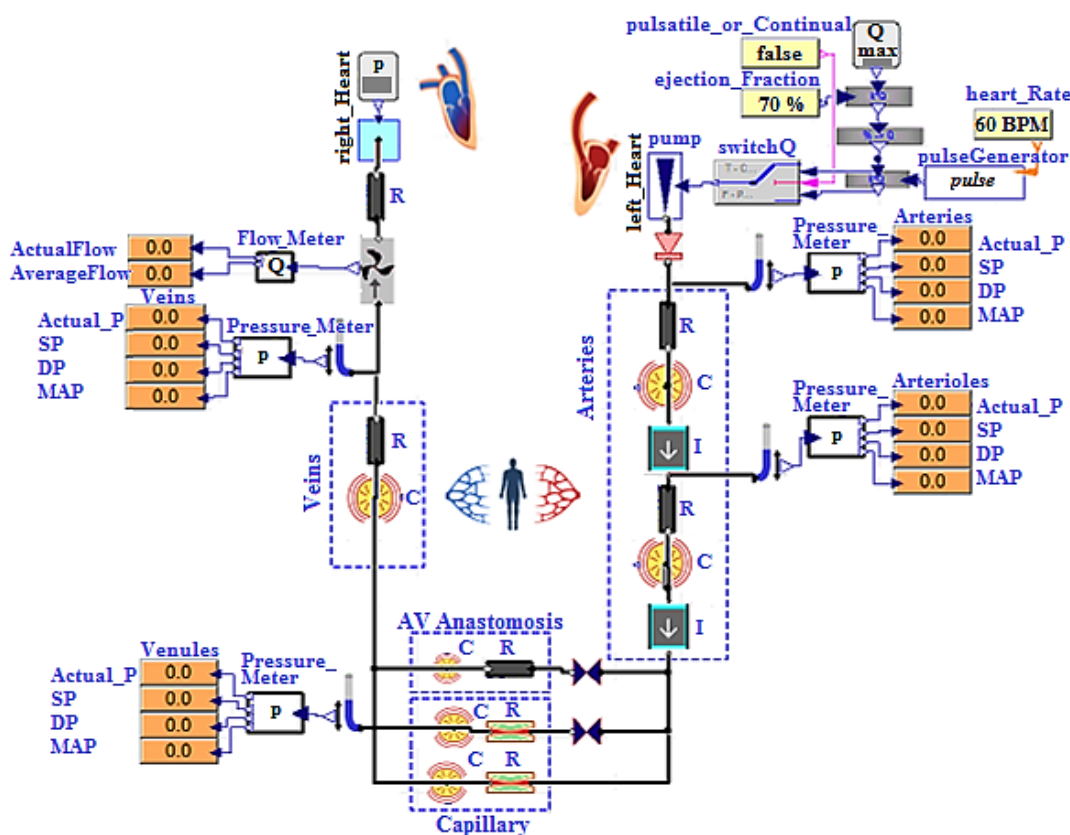 pulsatile_or_Continual
false
Q
max
ejection_Fraction
70 %
heart_Rate
60 BPM
p
right_Heart
pump
switchQ
pulseGenerator
pulse
left_Heart
R
Flow_Meter
ActualFlow
0.0
Q
AverageFlow
0.0
Pressure_
Meter
p
Arteries
0.0
Actual_P
0.0
SP
0.0
DP
0.0
MAP
Veins
Actual_P
0.0
SP
0.0
DP
0.0
MAP
0.0
Pressure_Meter
p
R
C
Arteries
I
Pressure_
Meter
p
Arterioles
0.0
Actual_P
0.0
SP
0.0
DP
0.0
MAP
R
C
Veins
R
C
I
AV Anastomosis
C
R
Venules
Actual_P
0.0
SP
0.0
DP
0.0
MAP
0.0
Pressure_
Meter
p
C
R
C
R
Capillary